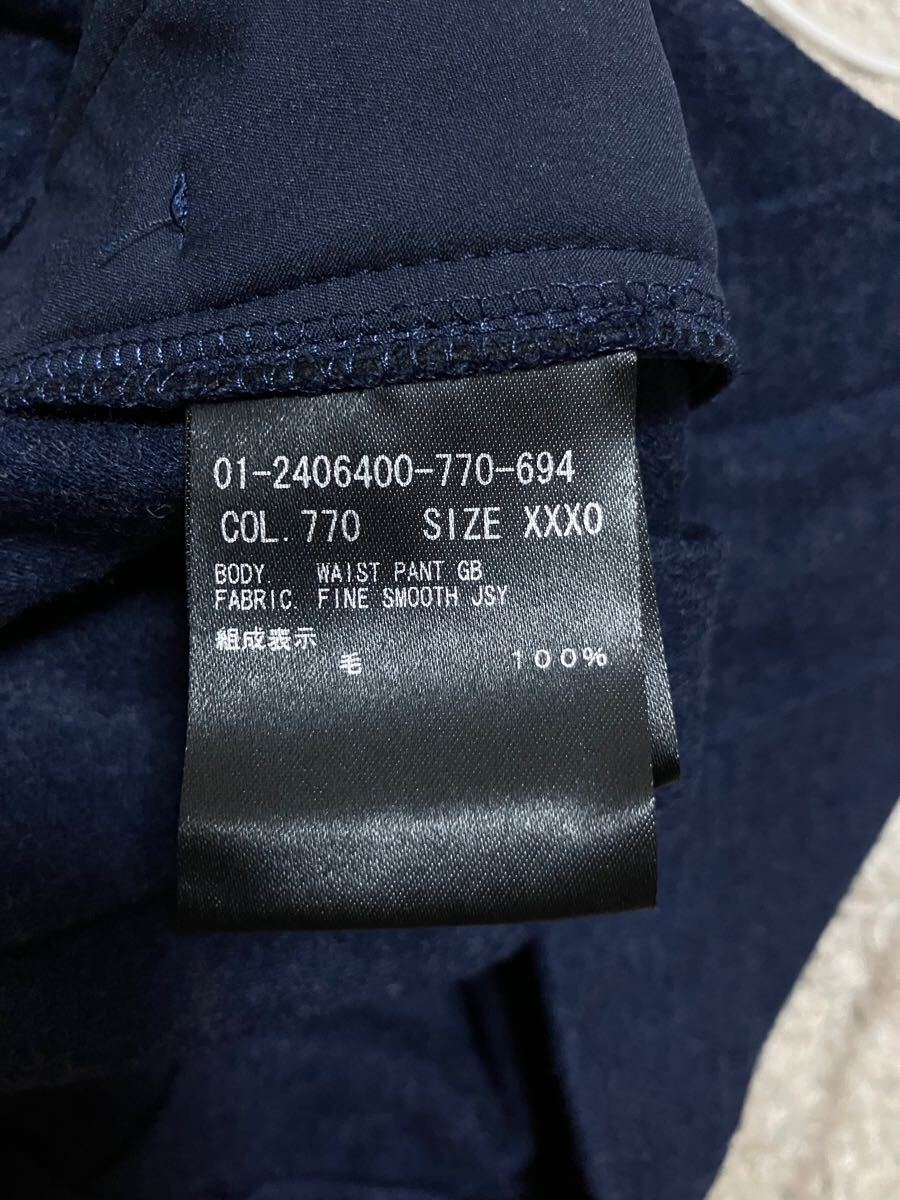 01-2406400-770-694
COL. 770 SIZE XXXO
BODY. WAIST PANT GB
FABRIC. FINE SMOOTH JSY
組成表示
毛 100%